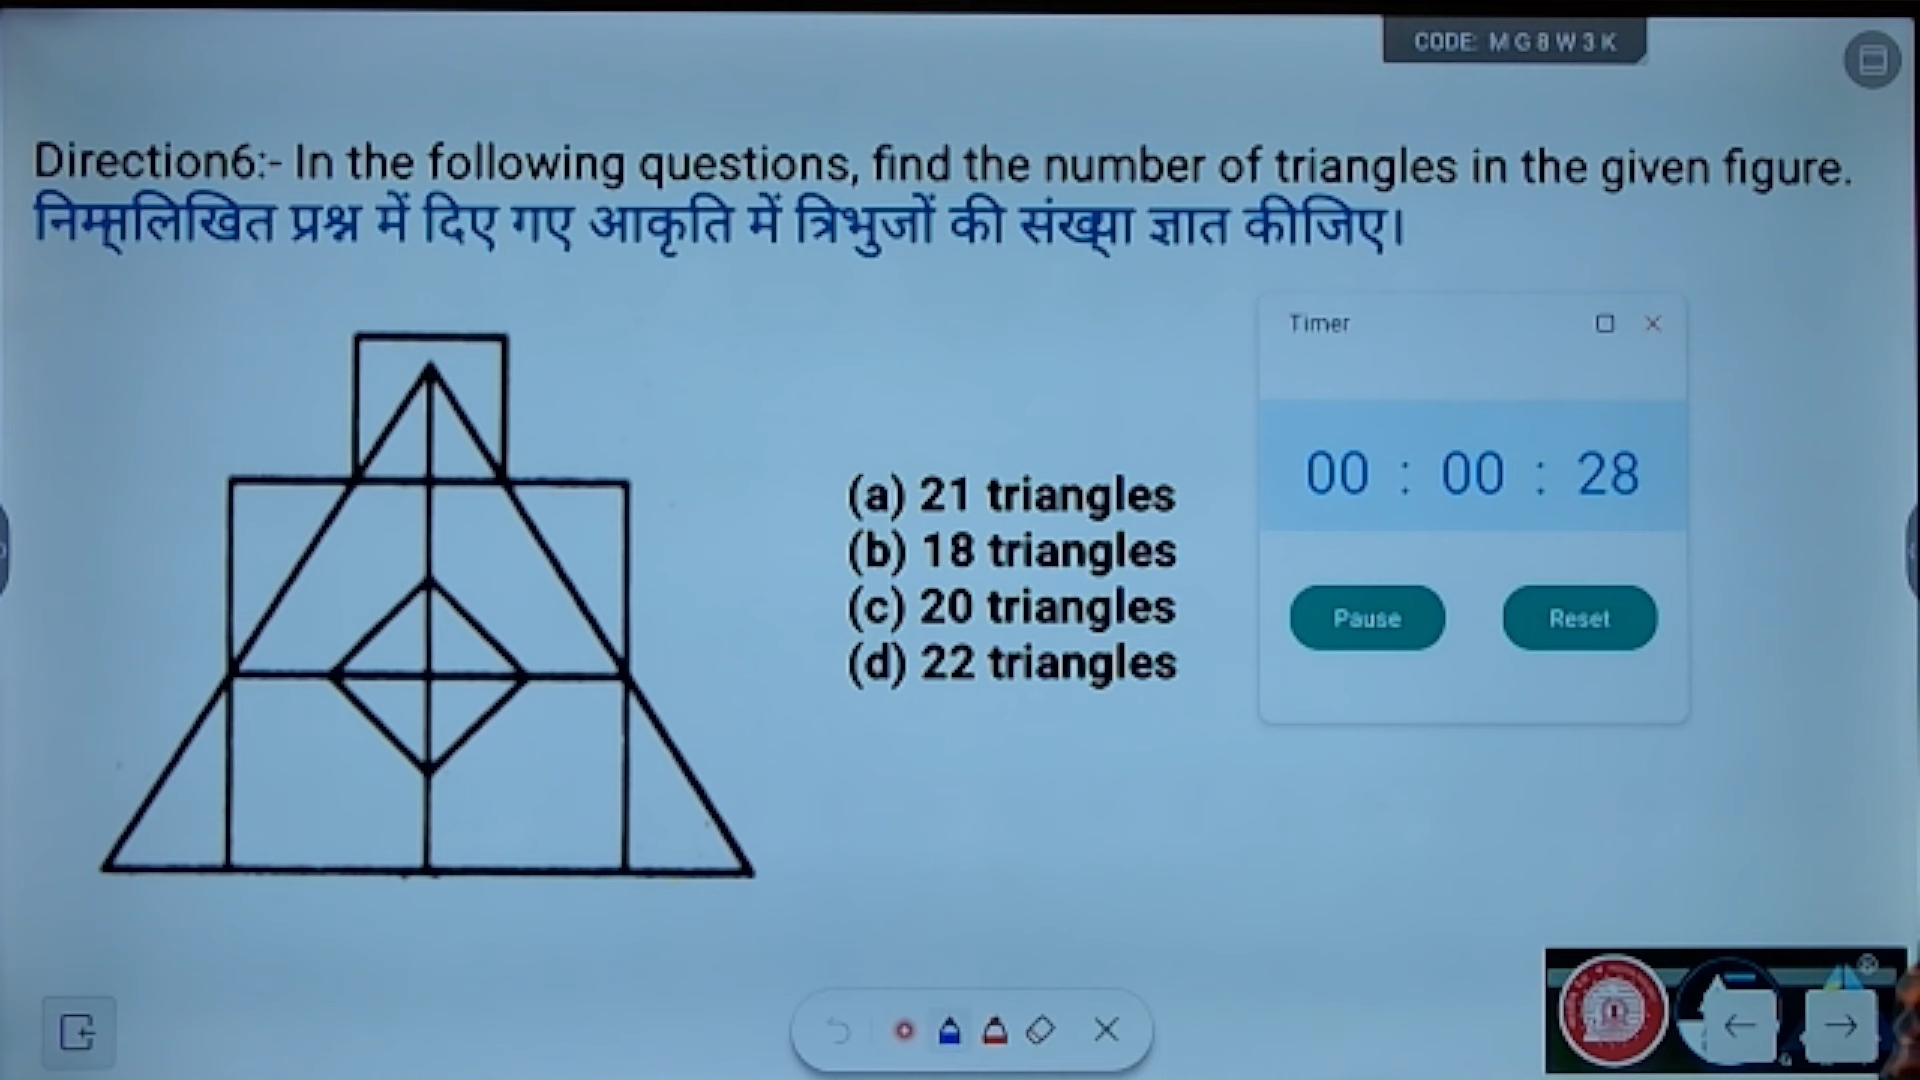 CODE: MG8W3K
Direction6:- In the following questions, find the number of triangles in the given figure.
निम्नलिखित प्रश्न में दिए गए आकृति में त्रिभुजों की संख्या ज्ञात कीजिए।
Timer
00 : 00 : 28
Pause
Reset
(a) 21 triangles
(b) 18 triangles
(c) 20 triangles
(d) 22 triangles